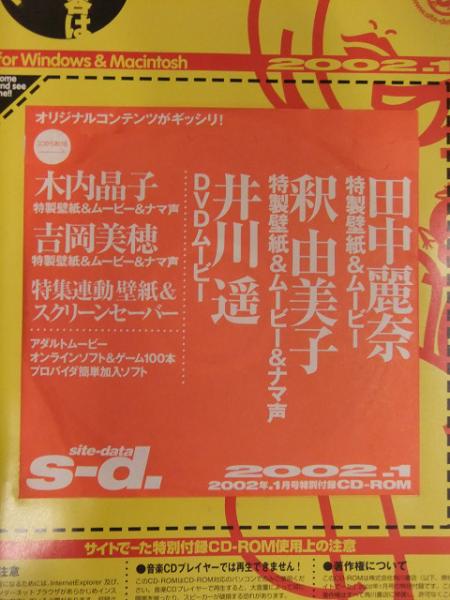 容は
for Windows & Macintosh
2002.1
ome
and see
me!!
オリジナルコンテンツがギッシリ!
田中麗奈
特製壁紙&ムービー
釈由美子
特製壁紙&ムービー&ナマ声
井川遥
DVDムービー
木内晶子
特製壁紙&ムービー&ナマ声
吉岡美穂
特製壁紙&ムービー&ナマ声
特集連動壁紙&
スクリーンセーバー
アダルトムービー
オンラインソフト&ゲーム100本
プロバイダ簡単加入ソフト
site-data
s-d.
2002.1
2002年.1月号特別付録CD-ROM
サイトでーた特別付録CD-ROM使用上の注意
注意
●音楽CDプレイヤーでは再生できません!
●著作権について